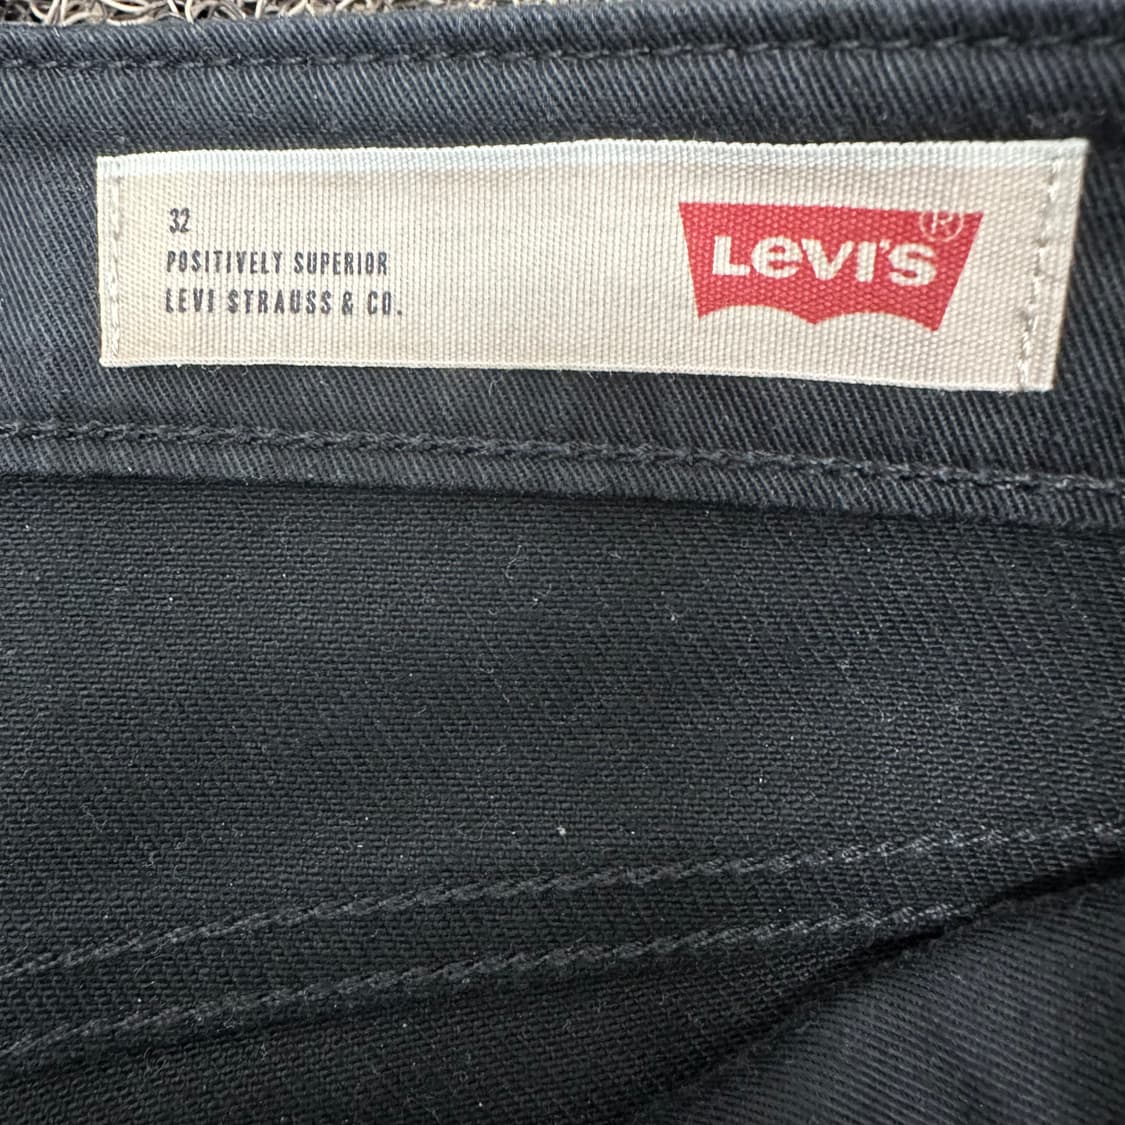 32
POSITIVELY SUPERIOR
LEVI STRAUSS & CO.
LEVI'S®